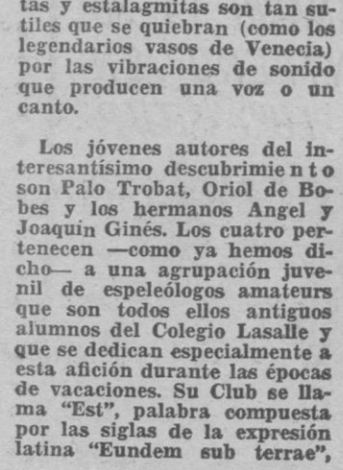 tas y estalagmitas son tan su-
tiles que se quiebran (como los
legendarios vasos de Venecia)
por las vibraciones de sonido
que producen una voz o un
canto.
Los jóvenes autores del in-
teresantísimo descubrimie n t o
son Palo Trobat, Oriol de Bo-
bes y los hermanos Angel y
Joaquín Ginés. Los cuatro per-
tenecen —como ya hemos di-
cho— a una agrupación juve-
nil de espeleólogos amateurs
que son todos ellos antiguos
alumnos del Colegio Lasalle y
que se dedican especialmente a
esta afición durante las épocas
de vacaciones. Su Club se lla-
ma "Est", palabra compuesta
por las siglas de la expresión
latina "Eundem sub terrae",